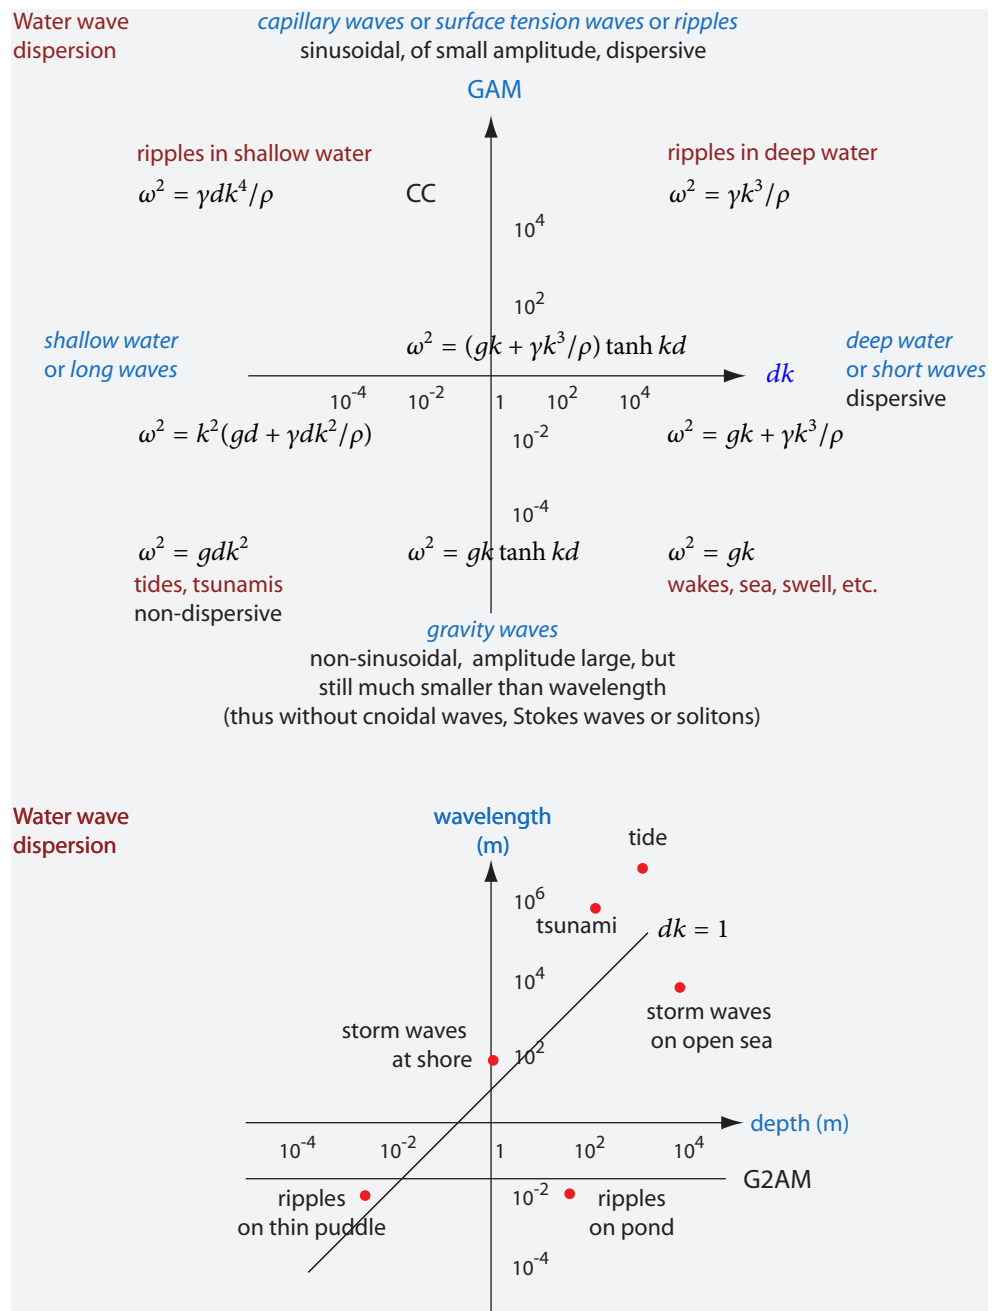 Water wave
dispersion
capillary waves or surface tension waves or ripples
sinusoidal, of small amplitude, dispersive
GAM
ripples in shallow water
ω² = γdk⁴/ρ
CC
ripples in deep water
ω² = γk³/ρ
10⁴
10²
shallow water
or long waves
ω² = (gk + γk³/ρ) tanh kd
deep water
or short waves
dispersive
dk
10⁻⁴ 10⁻² 1 10² 10⁴
ω² = k²(gd + γdk²/ρ)
10⁻²
ω² = gk + γk³/ρ
10⁻⁴
ω² = gdk²
tides, tsunamis
non-dispersive
ω² = gk tanh kd
ω² = gk
wakes, sea, swell, etc.
gravity waves
non-sinusoidal, amplitude large, but
still much smaller than wavelength
(thus without cnoidal waves, Stokes waves or solitons)
Water wave
dispersion
wavelength
(m)
tide
10⁶
tsunami
dk = 1
10⁴
storm waves
on open sea
storm waves
at shore
10²
depth (m)
10⁻⁴ 10⁻² 1 10² 10⁴
G2AM
ripples
on thin puddle
10⁻²
ripples
on pond
10⁻⁴